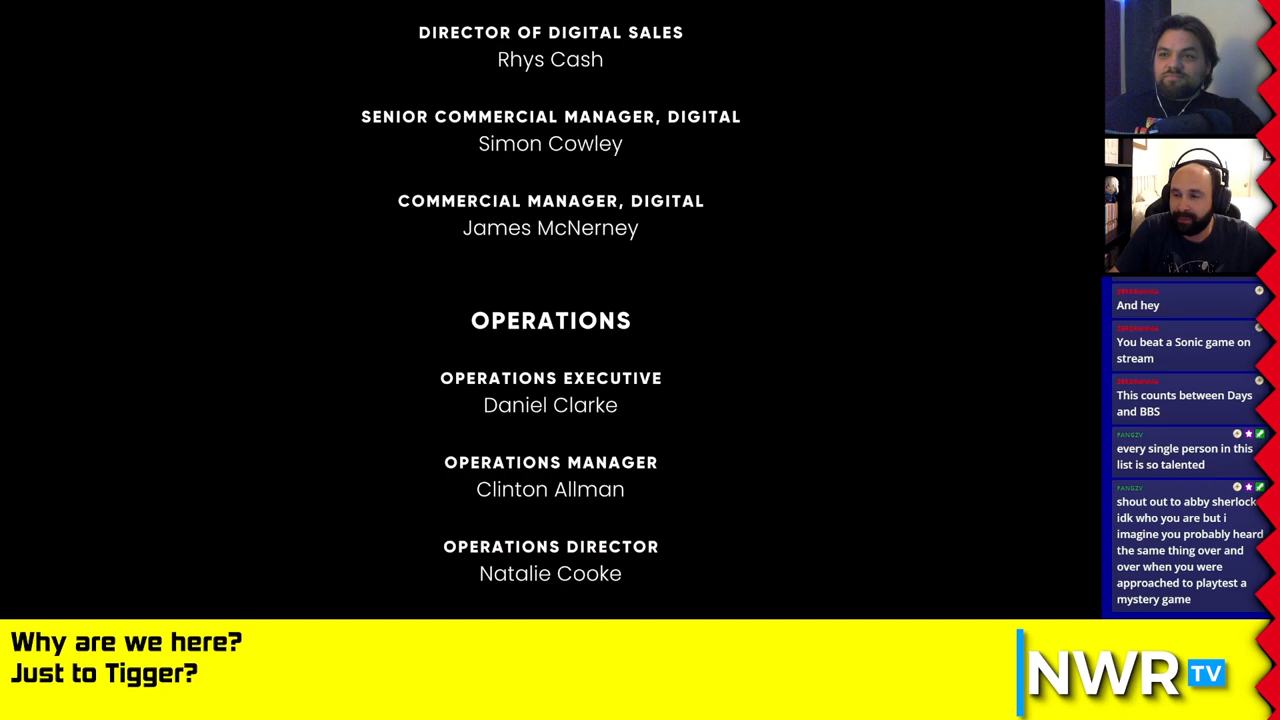 DIRECTOR OF DIGITAL SALES
Rhys Cash
SENIOR COMMERCIAL MANAGER, DIGITAL
Simon Cowley
COMMERCIAL MANAGER, DIGITAL
James McNerney
OPERATIONS
OPERATIONS EXECUTIVE
Daniel Clarke
OPERATIONS MANAGER
Clinton Allman
OPERATIONS DIRECTOR
Natalie Cooke
And hey
You beat a Sonic game on
stream
This counts between Days
and BBS
FANGZV
every single person in this
list is so talented
FANGZV
shout out to abby sherlock
idk who you are but i
imagine you probably heard
the same thing over and
over when you were
approached to playtest a
mystery game
Why are we here?
Just to Tigger?
NWR TV